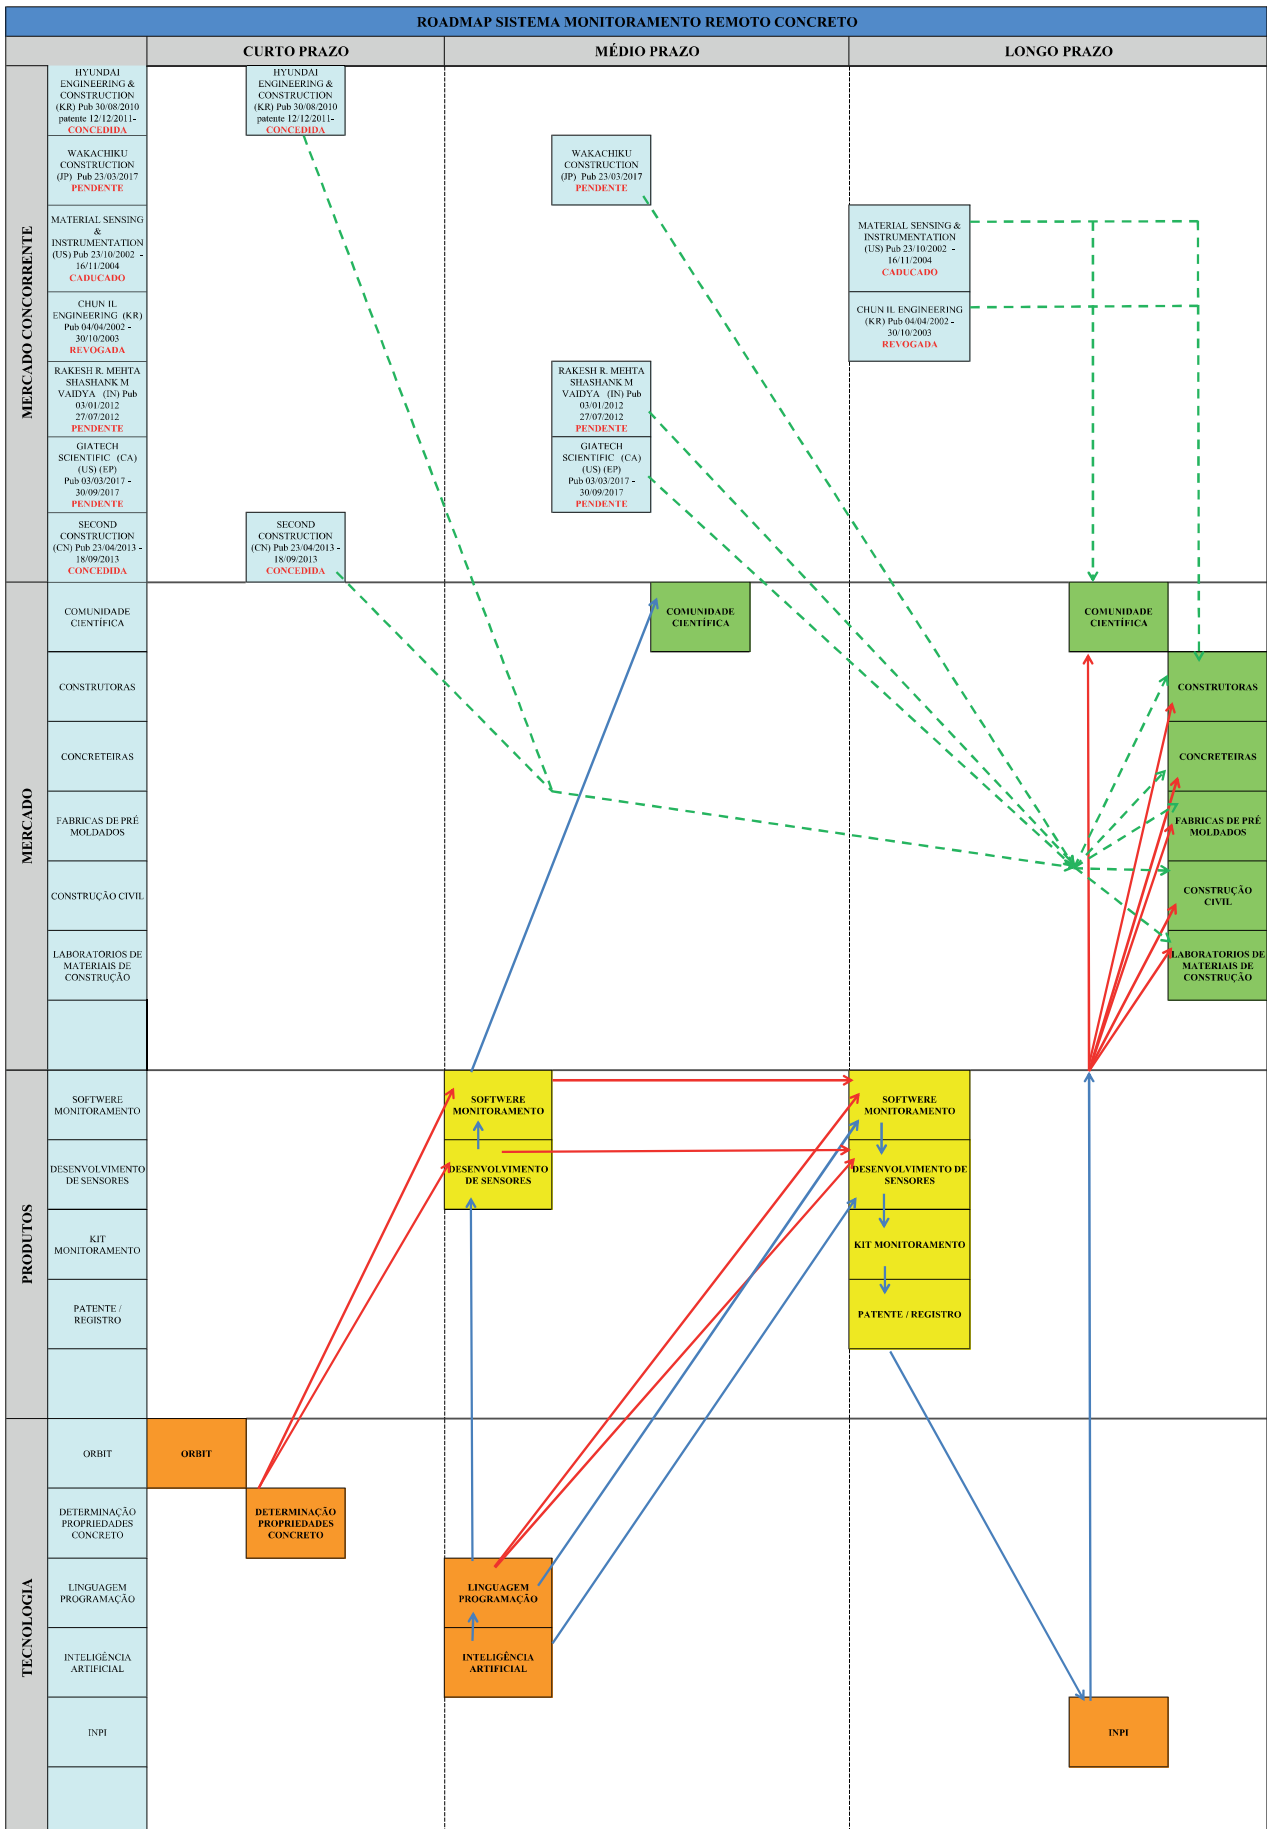 ROADMAP SISTEMA MONITORAMENTO REMOTO CONCRETO
CURTO PRAZO
MÉDIO PRAZO
LONGO PRAZO
MERCADO CONCORRENTE
HYUNDAI
ENGINEERING &
CONSTRUCTION
(KR) Pub 30/08/2010
patente 12/12/2011-
CONCEDIDA
HYUNDAI
ENGINEERING &
CONSTRUCTION
(KR) Pub 30/08/2010
patente 12/12/2011-
CONCEDIDA
WAKACHIKU
CONSTRUCTION
(JP) Pub 23/03/2017
PENDENTE
WAKACHIKU
CONSTRUCTION
(JP) Pub 23/03/2017
PENDENTE
MATERIAL SENSING
&
INSTRUMENTATION
(US) Pub 23/10/2002 -
16/11/2004
CADUCADO
MATERIAL SENSING &
INSTRUMENTATION
(US) Pub 23/10/2002 -
16/11/2004
CADUCADO
CHUN IL
ENGINEERING (KR)
Pub 04/04/2002 -
30/10/2003
REVOGADA
CHUN IL ENGINEERING
(KR) Pub 04/04/2002 -
30/10/2003
REVOGADA
RAKESH R. MEHTA
SHASHANK M
VAIDYA (IN) Pub
03/01/2012
27/07/2012
PENDENTE
RAKESH R. MEHTA
SHASHANK M
VAIDYA (IN) Pub
03/01/2012
27/07/2012
PENDENTE
GIATECH
SCIENTIFIC (CA)
(US) (EP)
Pub 03/03/2017 -
30/09/2017
PENDENTE
GIATECH
SCIENTIFIC (CA)
(US) (EP)
Pub 03/03/2017 -
30/09/2017
PENDENTE
SECOND
CONSTRUCTION
(CN) Pub 23/04/2013 -
18/09/2013
CONCEDIDA
SECOND
CONSTRUCTION
(CN) Pub 23/04/2013 -
18/09/2013
CONCEDIDA
MERCADO
COMUNIDADE
CIENTÍFICA
COMUNIDADE
CIENTÍFICA
COMUNIDADE
CIENTÍFICA
CONSTRUTORAS
CONSTRUTORAS
CONCRETEIRAS
CONCRETEIRAS
FABRICAS DE PRÉ
MOLDADOS
FABRICAS DE PRÉ
MOLDADOS
CONSTRUÇÃO CIVIL
CONSTRUÇÃO
CIVIL
LABORATÓRIOS DE
MATERIAIS DE
CONSTRUÇÃO
LABORATORIOS DE
MATERIAIS DE
CONSTRUÇÃO
PRODUTOS
SOFTWERE
MONITORAMENTO
SOFTWERE
MONITORAMENTO
SOFTWERE
MONITORAMENTO
DESENVOLVIMENTO
DE SENSORES
DESENVOLVIMENTO
DE SENSORES
DESENVOLVIMENTO DE
SENSORES
KIT
MONITORAMENTO
KIT MONITORAMENTO
PATENTE /
REGISTRO
PATENTE / REGISTRO
TECNOLOGIA
ORBIT
ORBIT
DETERMINAÇÃO
PROPRIEDADES
CONCRETO
DETERMINAÇÃO
PROPRIEDADES
CONCRETO
LINGUAGEM
PROGRAMAÇÃO
LINGUAGEM
PROGRAMAÇÃO
INTELIGÊNCIA
ARTIFICIAL
INTELIGÊNCIA
ARTIFICIAL
INPI
INPI